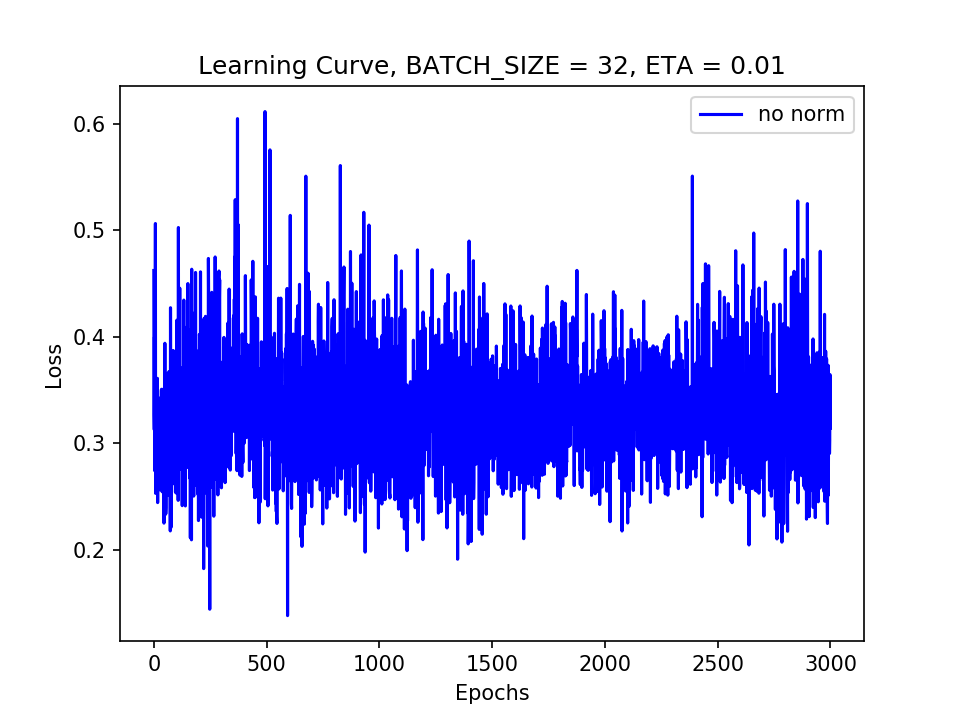 Learning Curve, BATCH_SIZE = 32, ETA = 0.01
no norm
0.6
0.5
0.4
0.3
0.2
Loss
0 500 1000 1500 2000 2500 3000
Epochs